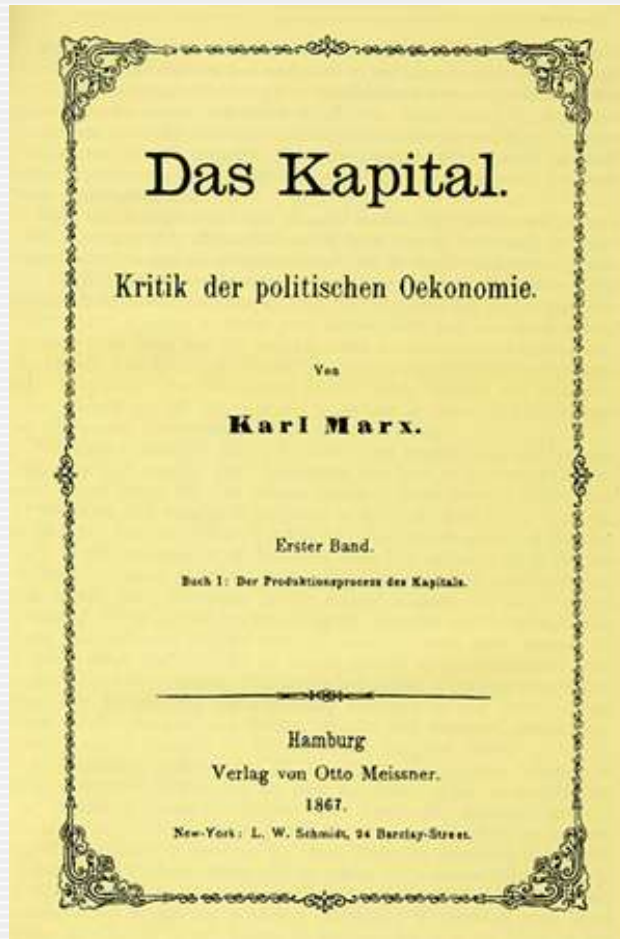 Das Kapital.
Kritik der politischen Oekonomie.
Von
Karl Marx.
Erster Band.
Buch I: Der Produktionsprocess des Kapitals.
Hamburg
Verlag von Otto Meissner.
1867.
New-York: L. W. Schmidt, 24 Barclay-Street.